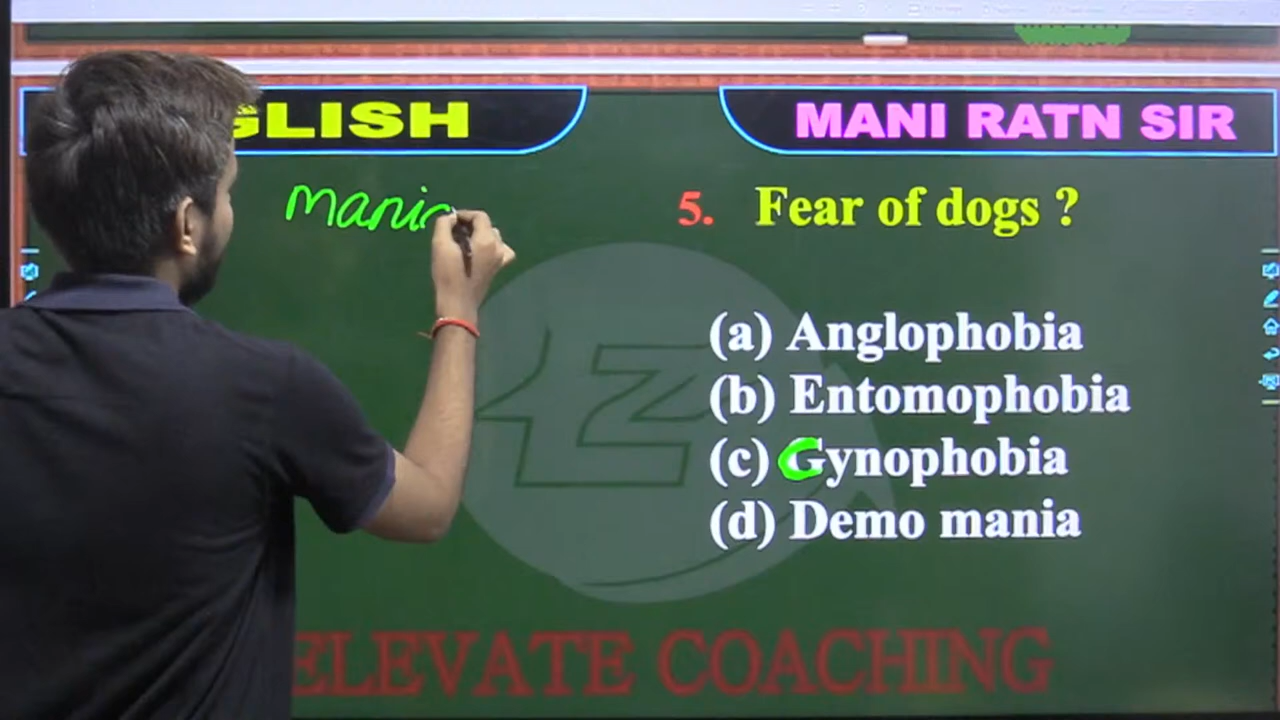 GLISH
MANI RATN SIR
mania
5. Fear of dogs ?
(a) Anglophobia
(b) Entomophobia
(c) Gynophobia
(d) Demo mania
ELEVATE COACHING